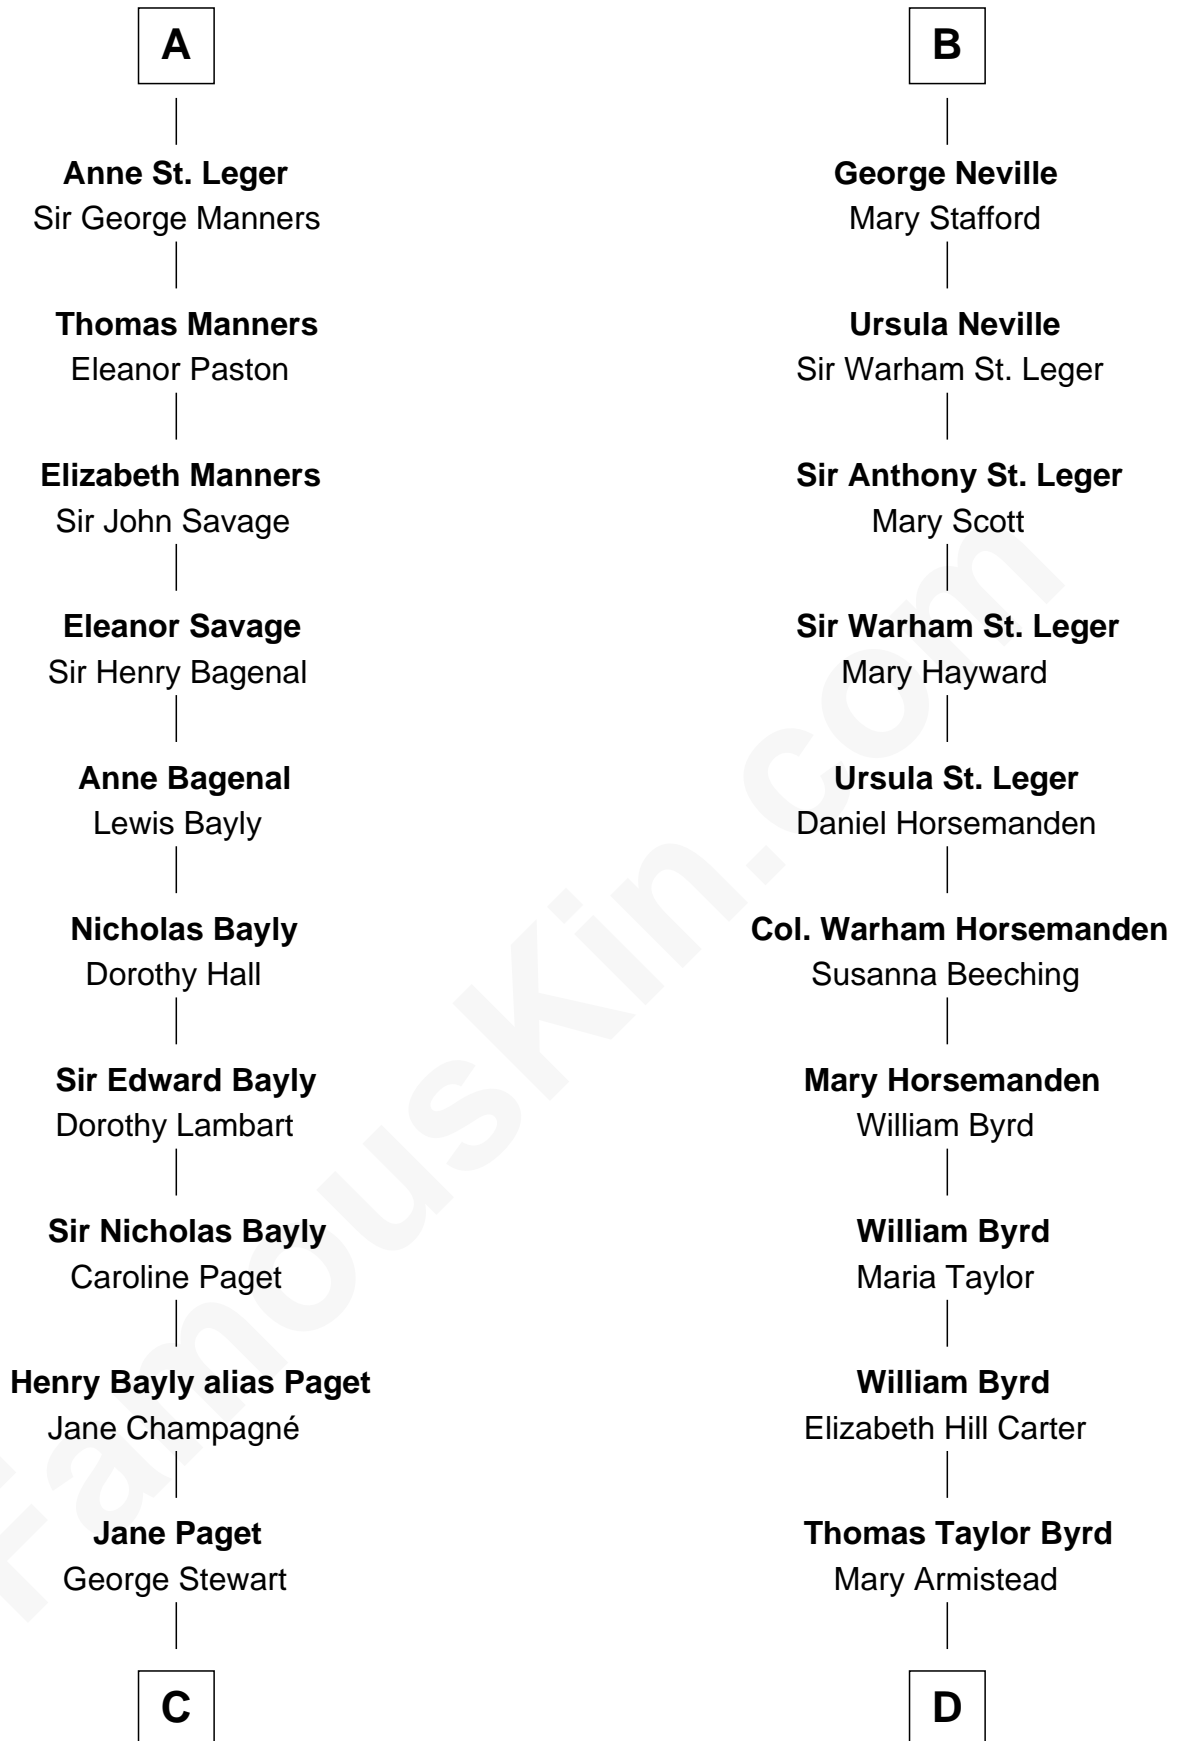 A
Anne St. Leger
Sir George Manners
Thomas Manners
Eleanor Paston
Elizabeth Manners
Sir John Savage
Eleanor Savage
Sir Henry Bagenal
Anne Bagenal
Lewis Bayly
Nicholas Bayly
Dorothy Hall
Sir Edward Bayly
Dorothy Lambart
Sir Nicholas Bayly
Caroline Paget
Henry Bayly alias Paget
Jane Champagné
Jane Paget
George Stewart
C
B
George Neville
Mary Stafford
Ursula Neville
Sir Warham St. Leger
Sir Anthony St. Leger
Mary Scott
Sir Warham St. Leger
Mary Hayward
Ursula St. Leger
Daniel Horsemanden
Col. Warham Horsemanden
Susanna Beeching
Mary Horsemanden
William Byrd
William Byrd
Maria Taylor
William Byrd
Elizabeth Hill Carter
Thomas Taylor Byrd
Mary Armistead
D
FamousKin.com